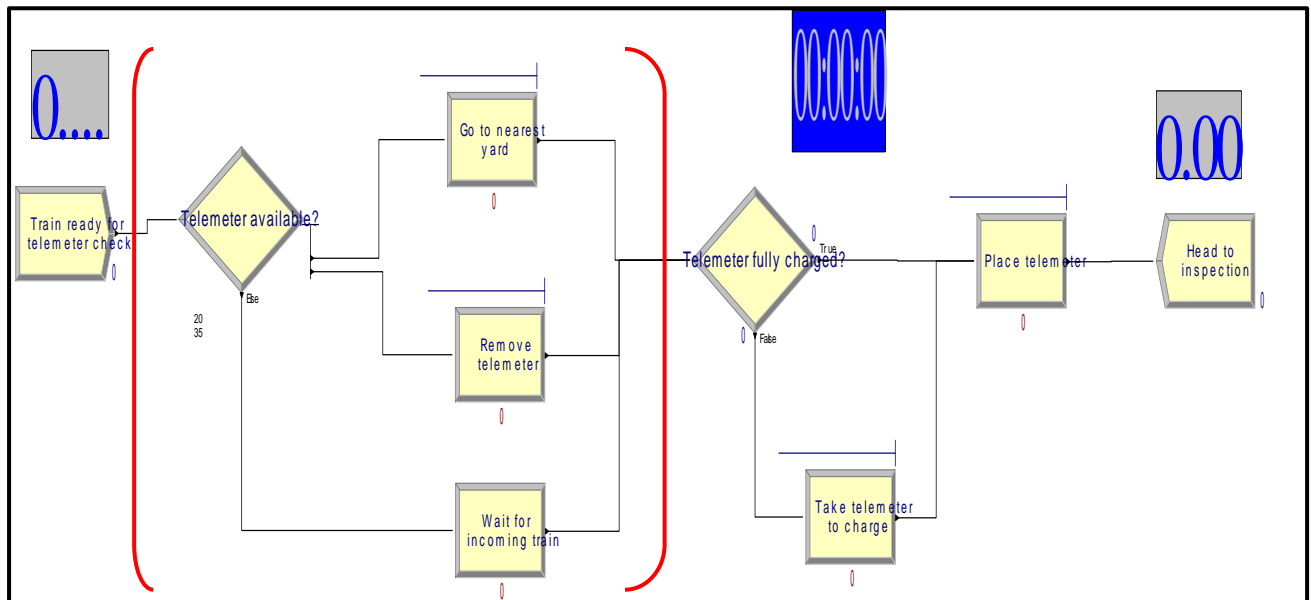 0....
Train ready for
telemeter check
0
Telemeter available?
Else
20
35
Go to nearest
yard
0
Remove
telemeter
0
Wait for
incoming train
0
00:00:00
Telemeter fully charged?
0
True
0
False
Take telemeter
to charge
0
Place telemeter
0
0.00
Head to
inspection
0